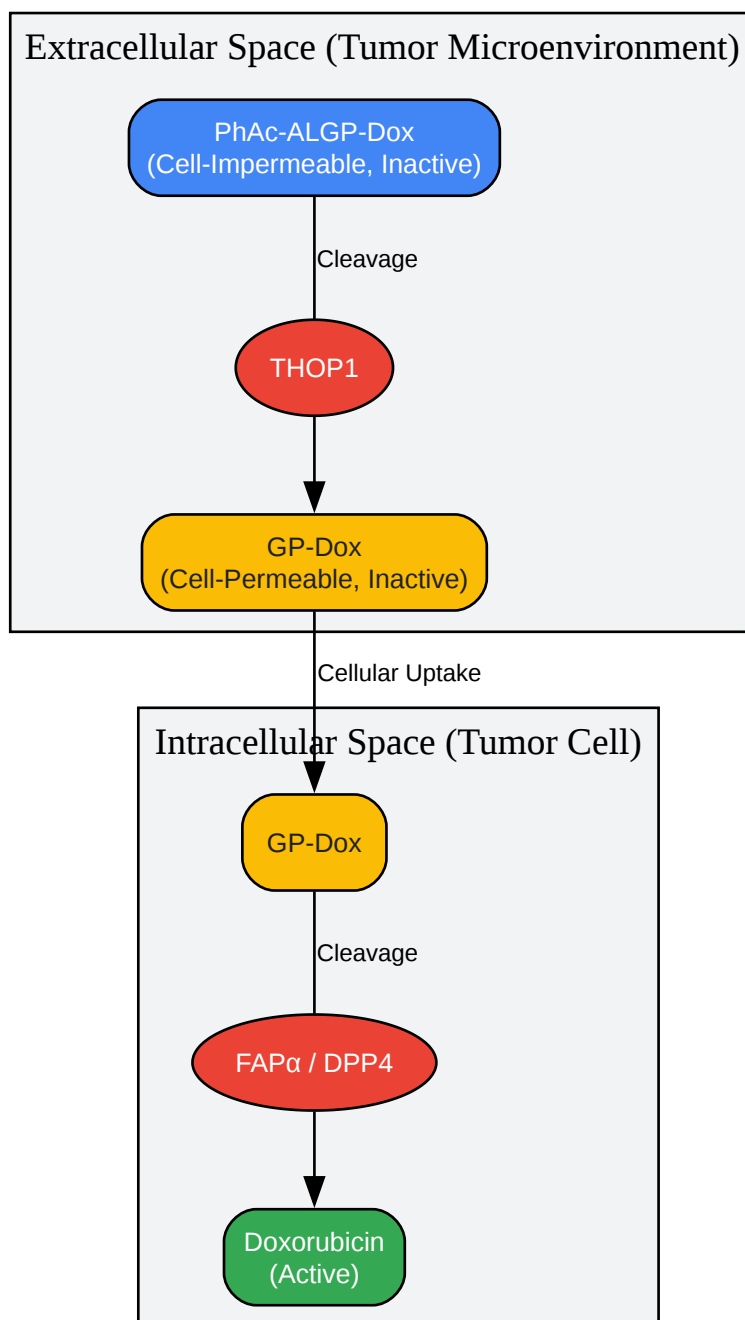 Extracellular Space (Tumor Microenvironment)
PhAc-ALGP-Dox
(Cell-Impermeable, Inactive)
Cleavage
THOP1
GP-Dox
(Cell-Permeable, Inactive)
Cellular Uptake
Intracellular Space (Tumor Cell)
GP-Dox
Cleavage
FAPα / DPP4
Doxorubicin
(Active)